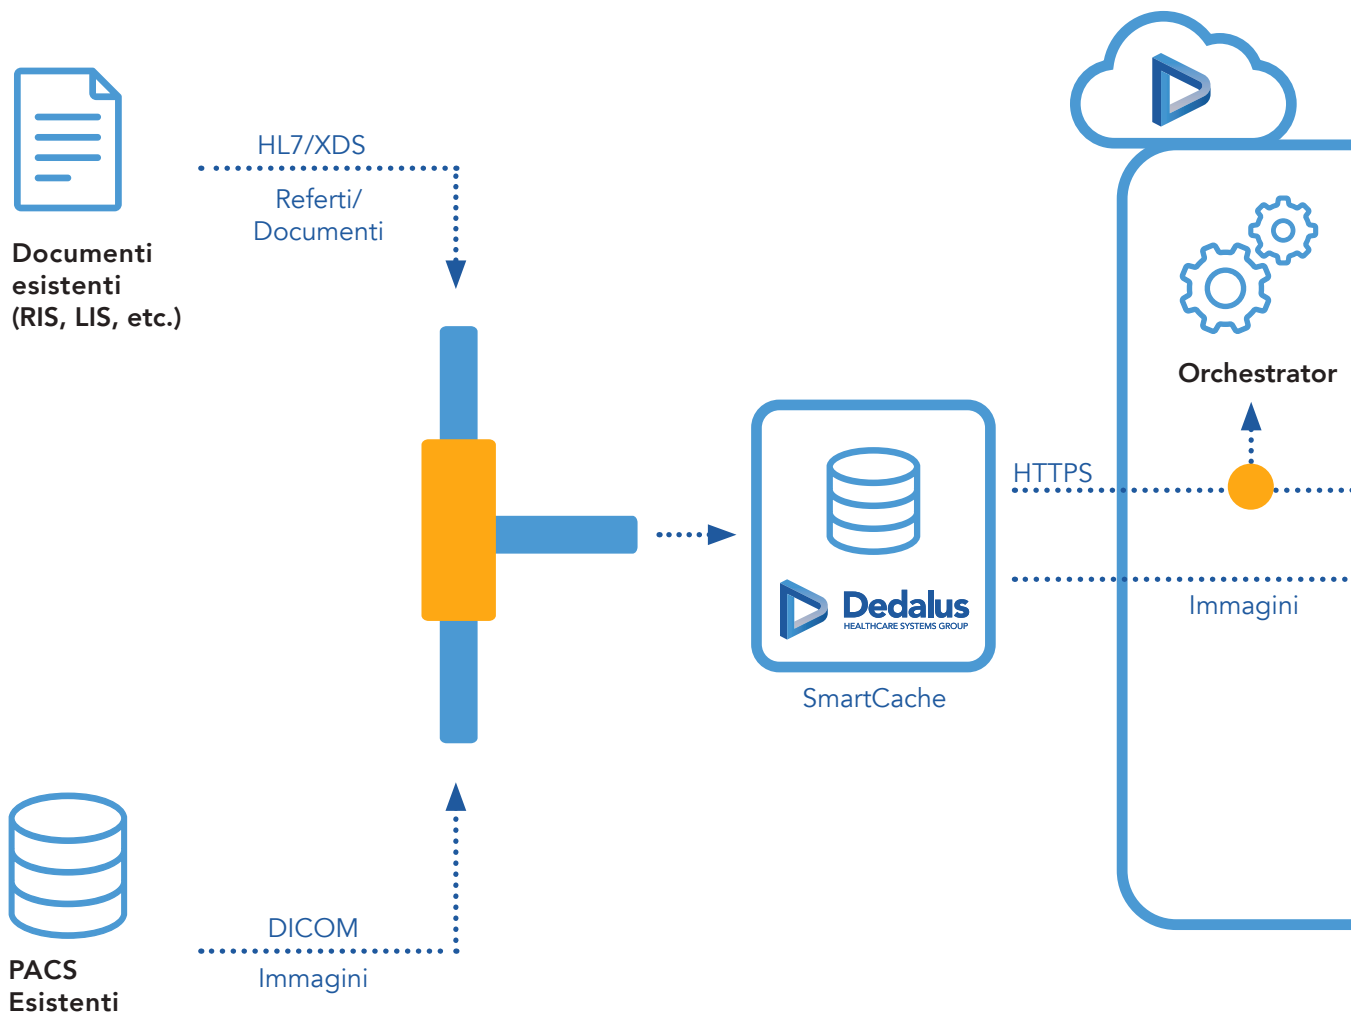 HL7/XDS
Referti/
Documenti
Documenti
esistenti
(RIS, LIS, etc.)
Orchestrator
HTTPS
Immagini
Dedalus
HEALTHCARE SYSTEMS GROUP
SmartCache
DICOM
Immagini
PACS
Esistenti